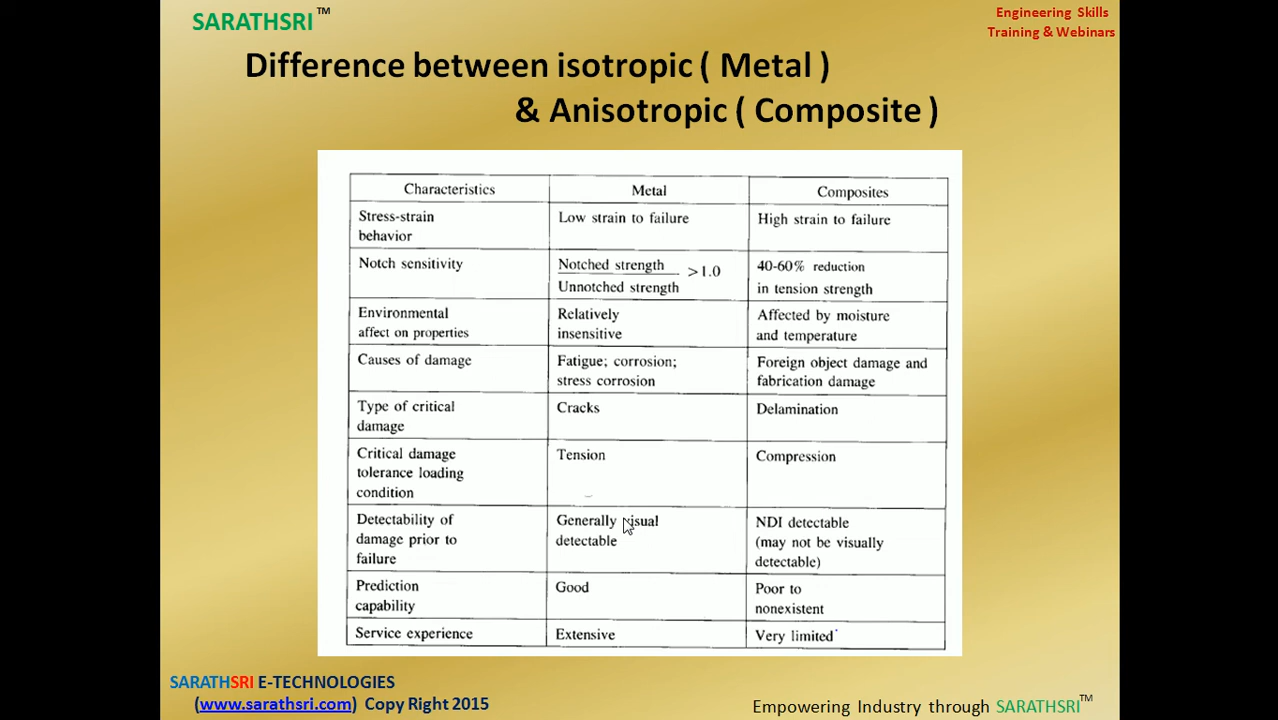 SARATHSRI™
Engineering Skills
Training & Webinars
Difference between isotropic ( Metal )
& Anisotropic ( Composite )
Characteristics Metal Composites
Stress-strain behavior Low strain to failure High strain to failure
Notch sensitivity Notched strength / Unnotched strength >1.0 40-60% reduction in tension strength
Environmental affect on properties Relatively insensitive Affected by moisture and temperature
Causes of damage Fatigue; corrosion; stress corrosion Foreign object damage and fabrication damage
Type of critical damage Cracks Delamination
Critical damage tolerance loading condition Tension Compression
Detectability of damage prior to failure Generally visual detectable NDI detectable (may not be visually detectable)
Prediction capability Good Poor to nonexistent
Service experience Extensive Very limited
SARATHSRI E-TECHNOLOGIES
(www.sarathsri.com) Copy Right 2015
Empowering Industry through SARATHSRI™